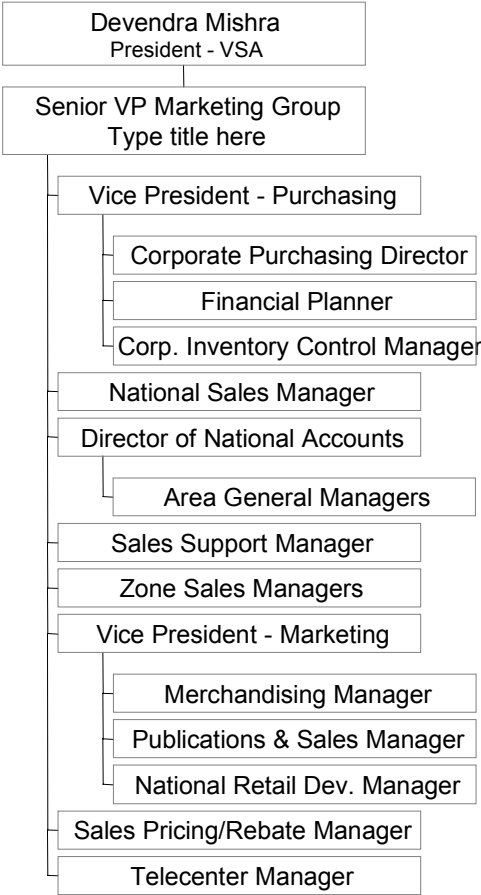 Devendra Mishra
President - VSA
Senior VP Marketing Group
Type title here
Vice President - Purchasing
Corporate Purchasing Director
Financial Planner
Corp. Inventory Control Manager
National Sales Manager
Director of National Accounts
Area General Managers
Sales Support Manager
Zone Sales Managers
Vice President - Marketing
Merchandising Manager
Publications & Sales Manager
National Retail Dev. Manager
Sales Pricing/Rebate Manager
Telecenter Manager